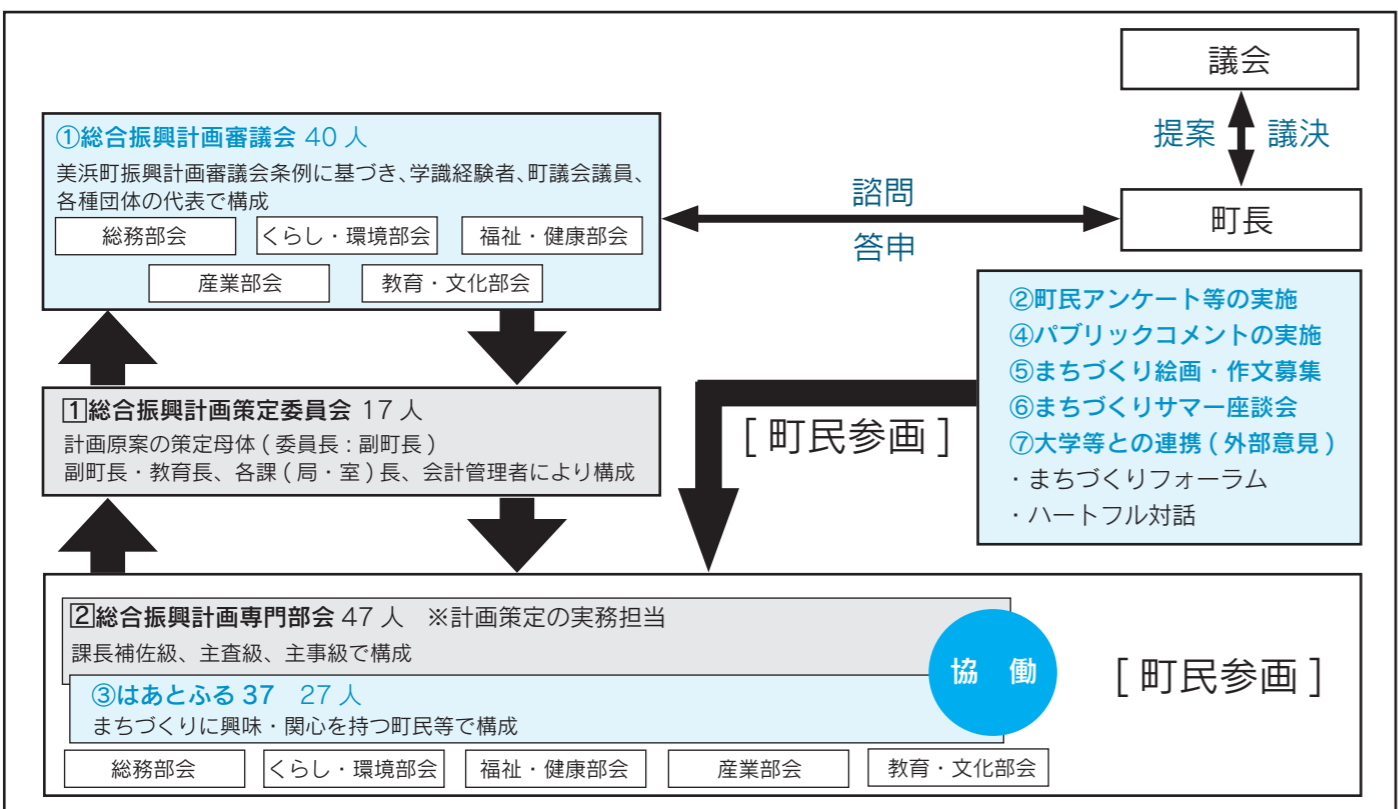 議会
提案 議決
町長
①総合振興計画審議会 40 人
美浜町振興計画審議会条例に基づき、学識経験者、町議会議員、
各種団体の代表で構成
総務部会
くらし・環境部会
福祉・健康部会
産業部会
教育・文化部会
諮問
答申
②町民アンケート等の実施
④パブリックコメントの実施
⑤まちづくり絵画・作文募集
⑥まちづくりサマー座談会
⑦大学等との連携 ( 外部意見 )
・まちづくりフォーラム
・ハートフル対話
[ 町民参画 ]
1総合振興計画策定委員会 17 人
計画原案の策定母体 ( 委員長 : 副町長 )
副町長・教育長、各課 ( 局・室 ) 長、会計管理者により構成
2総合振興計画専門部会 47 人 ※計画策定の実務担当
課長補佐級、主査級、主事級で構成
③はあとふる 37 27 人
まちづくりに興味・関心を持つ町民等で構成
協 働
[ 町民参画 ]
総務部会
くらし・環境部会
福祉・健康部会
産業部会
教育・文化部会